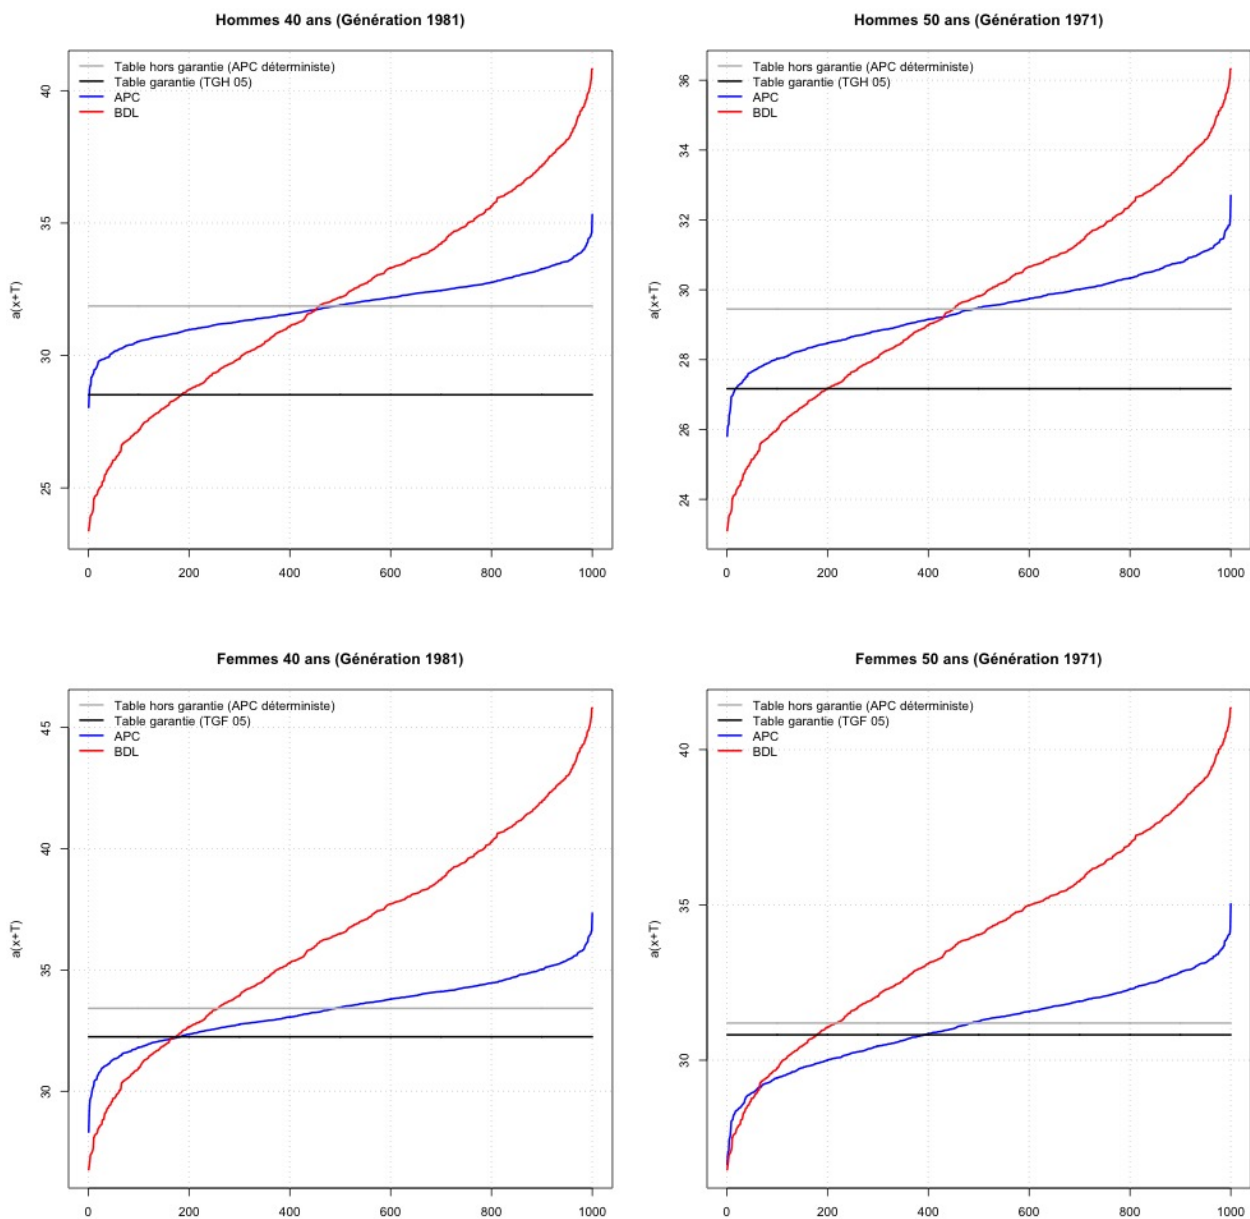 Hommes 40 ans (Génération 1981)
Table hors garantie (APC déterministe)
Table garantie (TGH 05)
APC
BDL
a(x+T)
40
35
30
25
0 200 400 600 800 1000
Hommes 50 ans (Génération 1971)
Table hors garantie (APC déterministe)
Table garantie (TGH 05)
APC
BDL
a(x+T)
36
34
32
30
28
26
24
0 200 400 600 800 1000
Femmes 40 ans (Génération 1981)
Table hors garantie (APC déterministe)
Table garantie (TGF 05)
APC
BDL
a(x+T)
45
40
35
30
0 200 400 600 800 1000
Femmes 50 ans (Génération 1971)
Table hors garantie (APC déterministe)
Table garantie (TGF 05)
APC
BDL
a(x+T)
40
35
30
0 200 400 600 800 1000